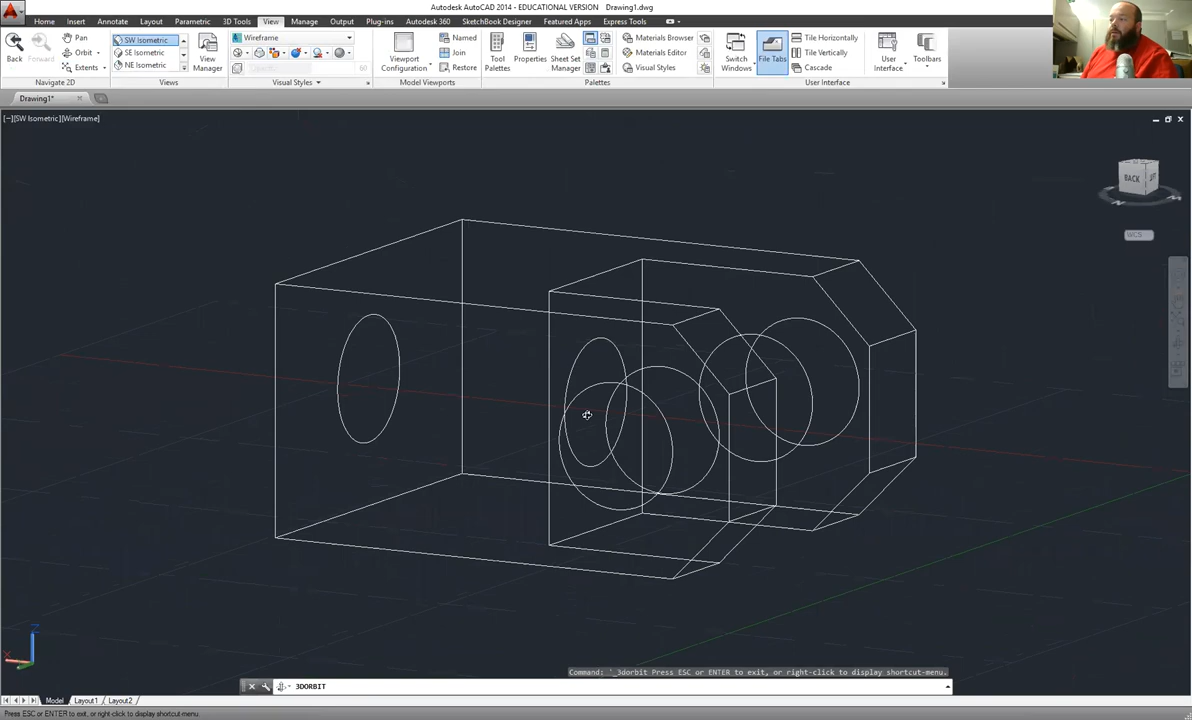 Autodesk AutoCAD 2014 - EDUCATIONAL VERSION Drawing1.dwg
Home Insert Annotate Layout Parametric 3D Tools View Manage Output Plug-ins Autodesk 360 SketchBook Designer Featured Apps Express Tools
Back Forward Pan Orbit Extents
Navigate 2D
SW Isometric
SE Isometric
NE Isometric
View Manager
Views
Wireframe
Opacity 60
Visual Styles
Viewport Configuration
Named
Join
Restore
Model Viewports
Tool Palettes
Properties
Sheet Set Manager
Materials Browser
Materials Editor
Visual Styles
Palettes
Switch Windows
File Tabs
Tile Horizontally
Tile Vertically
Cascade
User Interface
Toolbars
User Interface
Drawing1*
[−][SW Isometric][Wireframe]
BACK
WCS
Z
X
Command: '_3dorbit Press ESC or ENTER to exit, or right-click to display shortcut-menu.
3DORBIT
Model Layout1 Layout2
Press ESC or ENTER to exit, or right-click to display shortcut-menu.